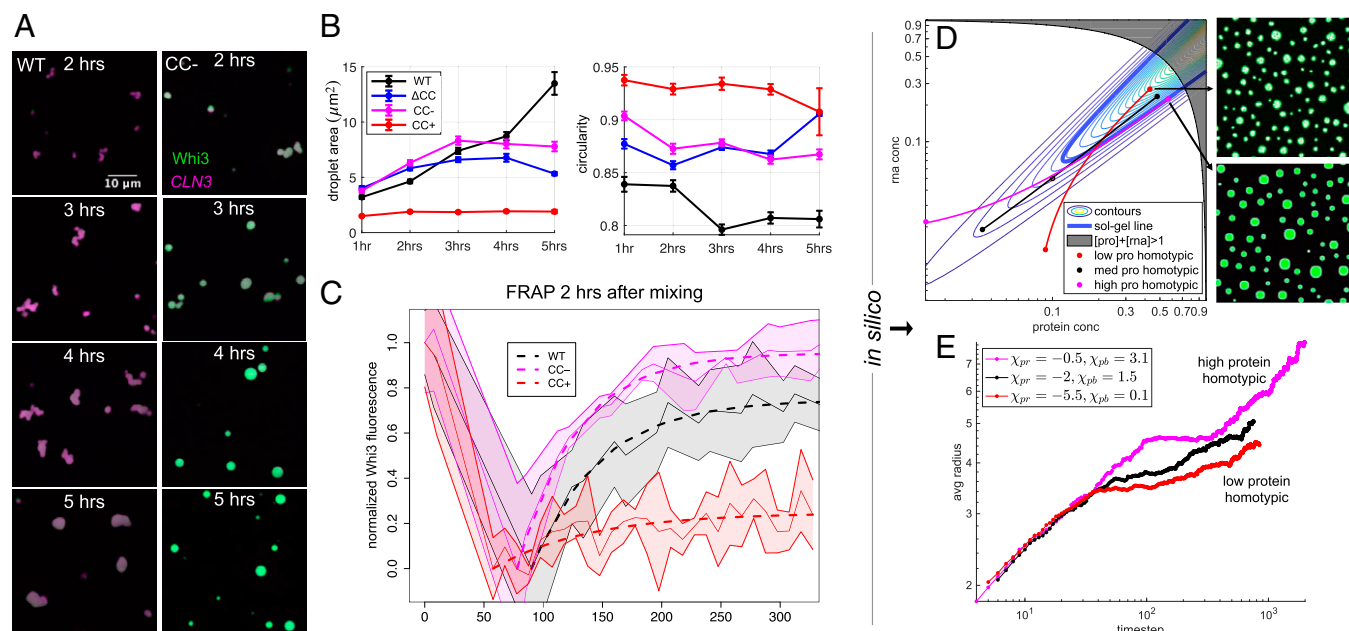 A
WT
2 hrs
CC-
2 hrs
Whi3
CLN3
10 μm
3 hrs
3 hrs
4 hrs
4 hrs
5 hrs
5 hrs
B
droplet area (μm²)
15
10
5
0
WT
ΔCC
CC-
CC+
1hr 2hrs 3hrs 4hrs 5hrs
circularity
0.95
0.9
0.85
0.8
1hr 2hrs 3hrs 4hrs 5hrs
C
FRAP 2 hrs after mixing
normalized Whi3 fluorescence
1.0
0.8
0.6
0.4
0.2
0.0
WT
CC−
CC+
0 50 100 150 200 250 300
in silico
D
rna conc
0.9
0.7
0.5
0.3
0.1
contours
sol-gel line
[pro]+[rna]>1
low pro homotypic
med pro homotypic
high pro homotypic
0.1 0.3 0.5 0.70.9
protein conc
E
avg radius
7
6
5
4
3
2
χpr = −0.5, χpb = 3.1
χpr = −2, χpb = 1.5
χpr = −5.5, χpb = 0.1
high protein
homotypic
low protein
homotypic
10¹ 10² 10³
timestep